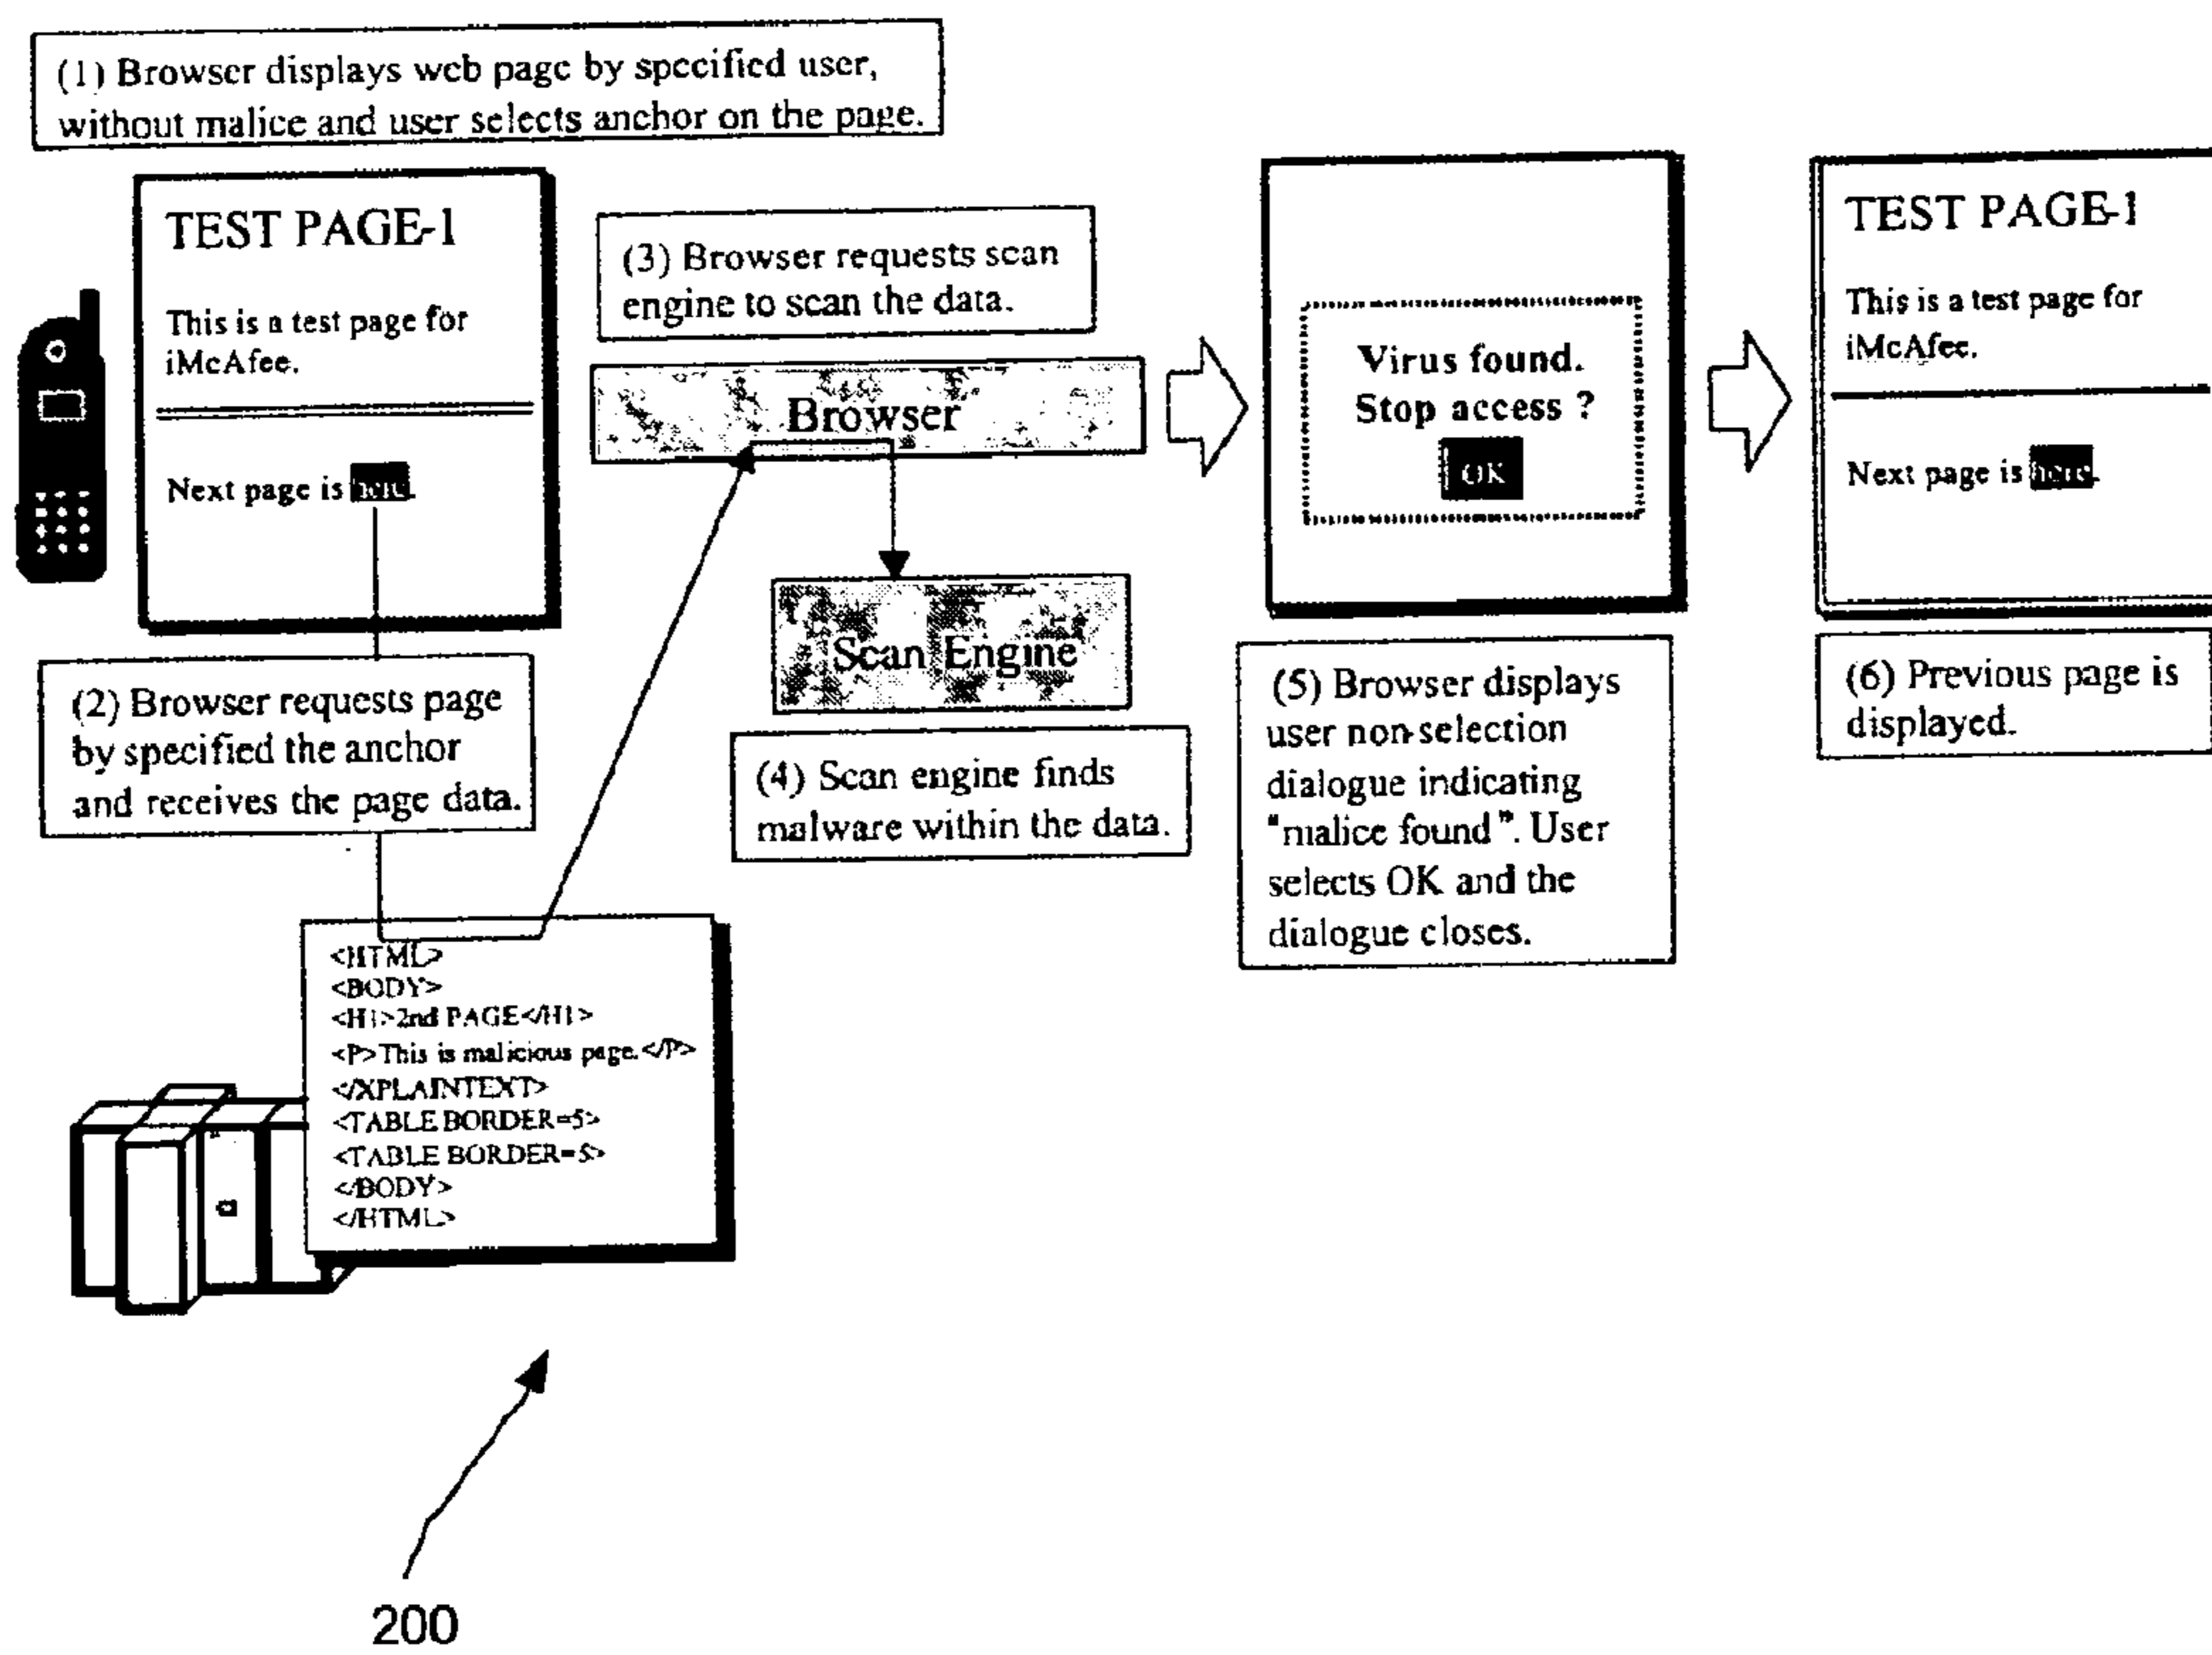 (1) Browser displays web page by specified user,
without malice and user selects anchor on the page.
TEST PAGE-1
This is a test page for
iMcAfee.
Next page is here.
(2) Browser requests page
by specified the anchor
and receives the page data.
<HTML>
<BODY>
<H1>2nd PAGE</H1>
<P>This is malicious page.</P>
</XPLAINTEXT>
<TABLE BORDER=5>
<TABLE BORDER=5>
</BODY>
</HTML>
(3) Browser requests scan
engine to scan the data.
Browser
Scan Engine
(4) Scan engine finds
malware within the data.
Virus found.
Stop access ?
OK
(5) Browser displays
user non-selection
dialogue indicating
"malice found". User
selects OK and the
dialogue closes.
TEST PAGE-1
This is a test page for
iMcAfee.
Next page is here.
(6) Previous page is
displayed.
200